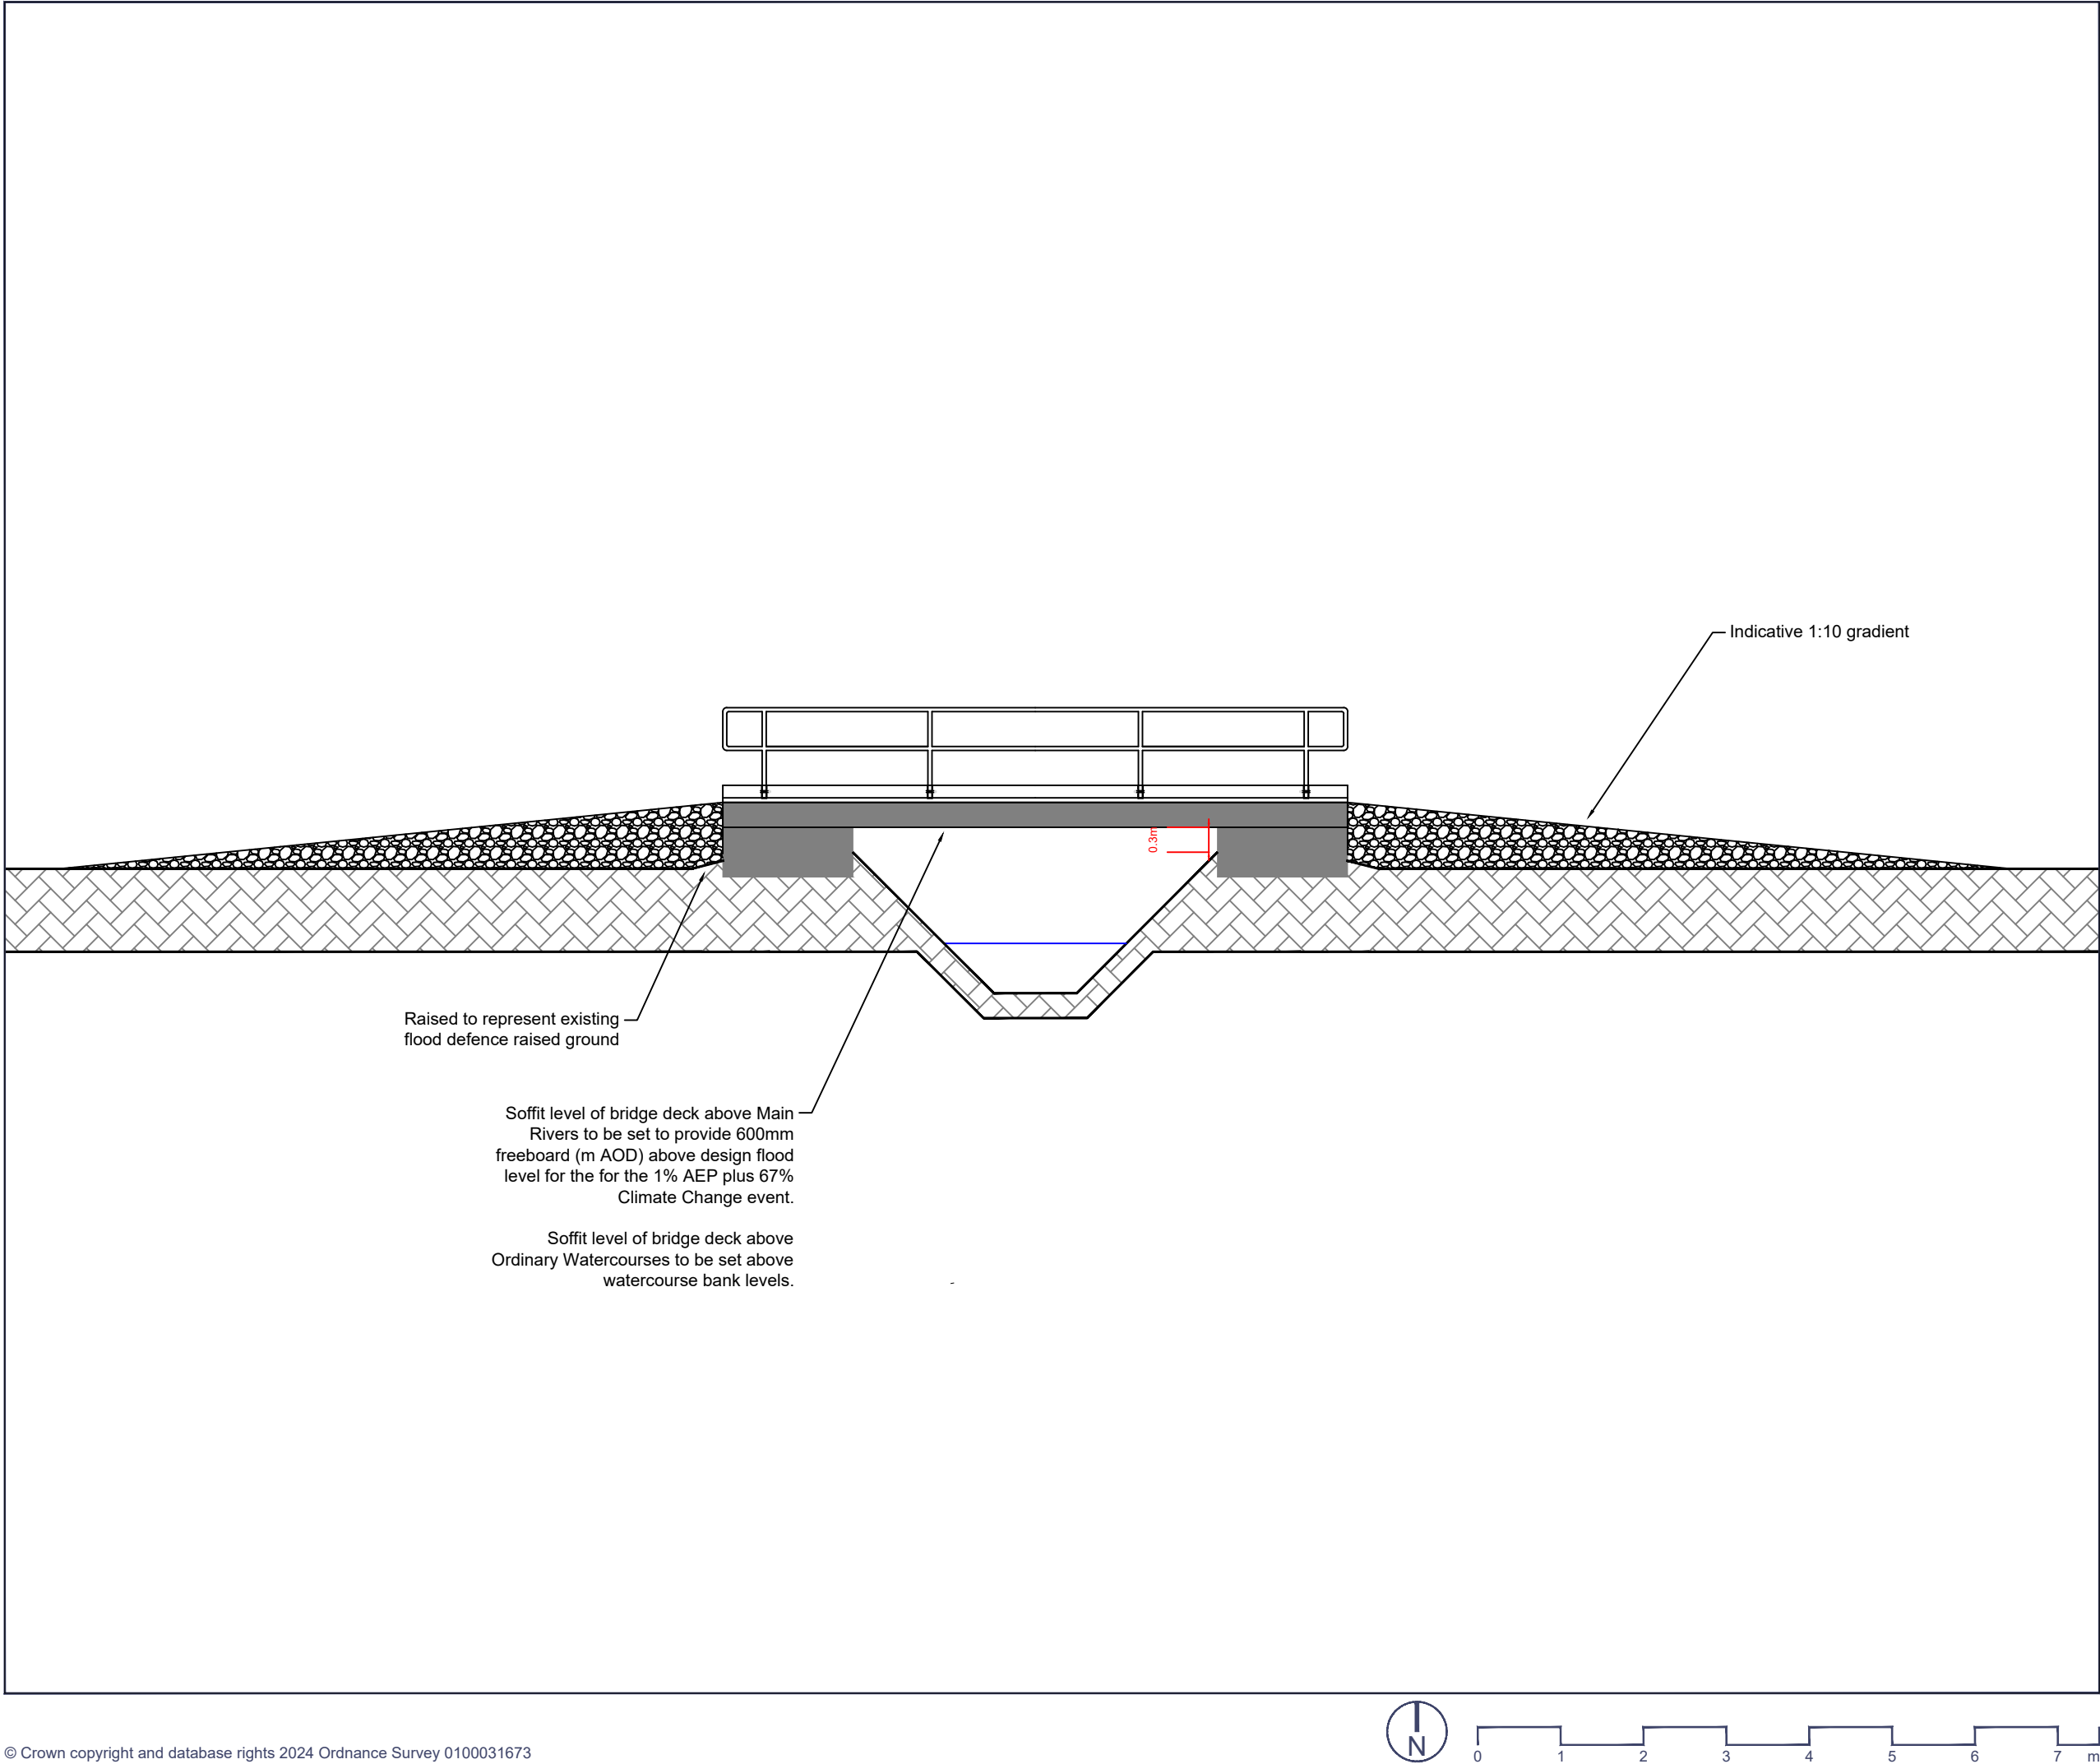 Indicative 1:10 gradient
0.3m
Raised to represent existing
flood defence raised ground
Soffit level of bridge deck above Main
Rivers to be set to provide 600mm
freeboard (m AOD) above design flood
level for the for the 1% AEP plus 67%
Climate Change event.
Soffit level of bridge deck above
Ordinary Watercourses to be set above
watercourse bank levels.
© Crown copyright and database rights 2024 Ordnance Survey 0100031673
N
0 1 2 3 4 5 6 7 m